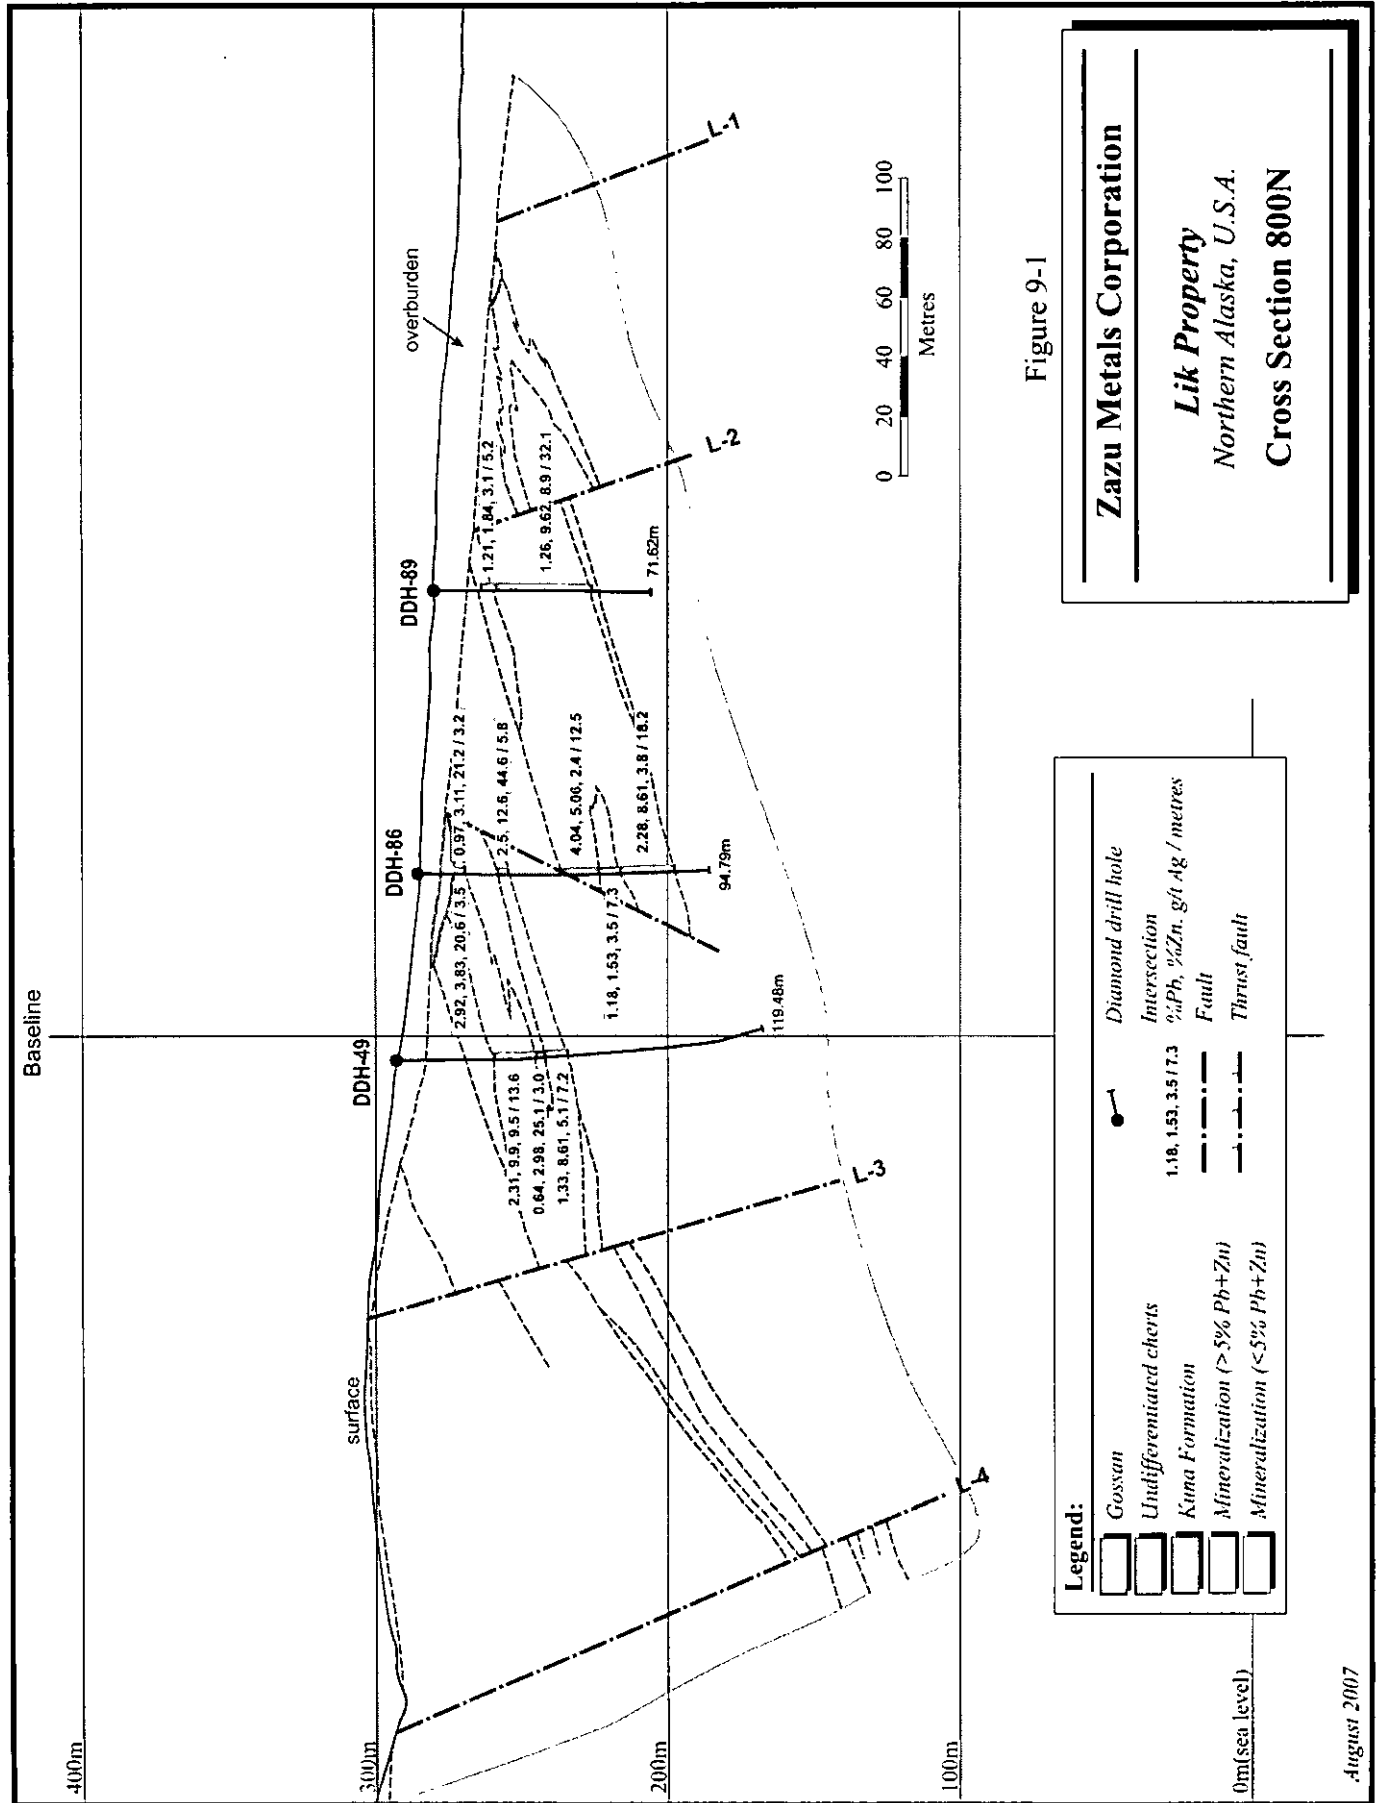 Baseline
400m
300m
200m
100m
0m(sea level)
surface
overburden
DDH-49
DDH-86
DDH-89
2.92, 3.83, 20.6 / 3.5
0.97, 3.11, 21.2 / 3.2
2.5, 12.6, 44.6 / 5.8
1.21, 1.84, 3.1 / 5.2
1.26, 9.62, 8.9 / 32.1
2.31, 9.9, 9.5 / 13.6
0.64, 2.98, 25.1 / 3.0
1.33, 8.61, 5.1 / 7.2
1.18, 1.53, 3.5 / 7.3
4.04, 5.06, 2.4 / 12.5
2.28, 8.61, 3.8 / 18.2
119.48m
94.79m
71.62m
L-4
L-3
L-2
L-1
0 20 40 60 80 100
Metres
Figure 9-1
Legend:
Gossan
Undifferentiated cherts
Kuna Formation
Mineralization (>5% Pb+Zn)
Mineralization (<5% Pb+Zn)
Diamond drill hole
Intersection
1.18, 1.53, 3.5 / 7.3 %Pb, %Zn, g/t Ag / metres
Fault
Thrust fault
Zazu Metals Corporation
Lik Property
Northern Alaska, U.S.A.
Cross Section 800N
August 2007